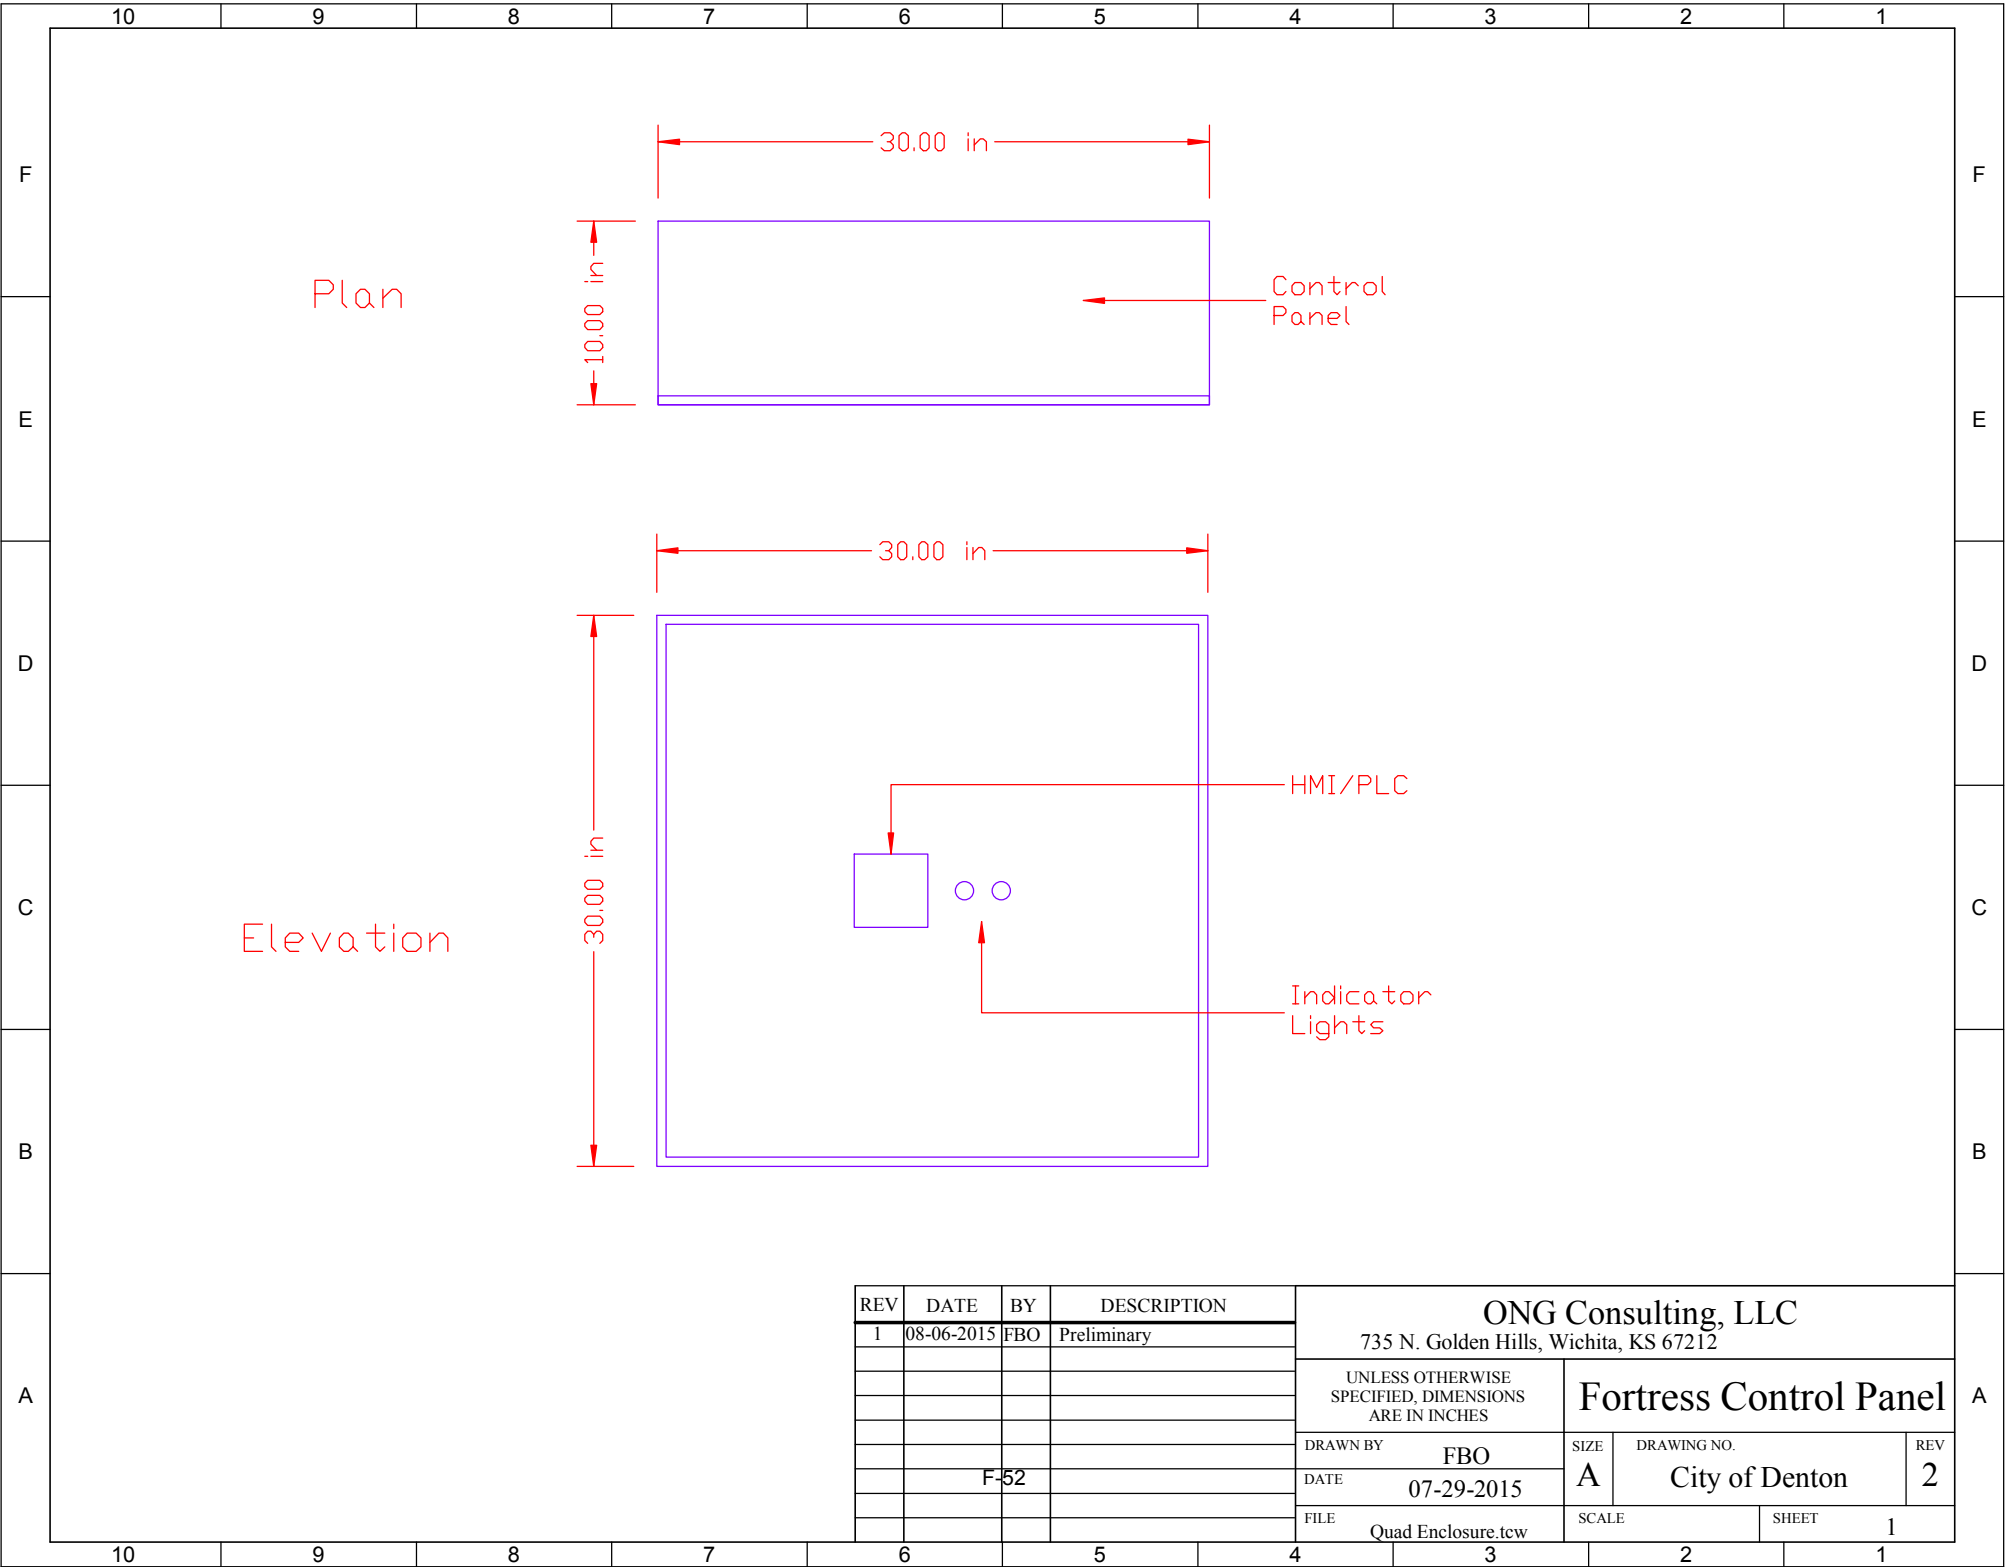 10 9 8 7 6 5 4 3 2 1
F F
30.00 in
Plan
10.00 in
Control
Panel
E E
30.00 in
D D
HMI/PLC
30.00 in
C C
Elevation
Indicator
Lights
B B
REV DATE BY DESCRIPTION
1 08-06-2015 FBO Preliminary
F-52
ONG Consulting, LLC
735 N. Golden Hills, Wichita, KS 67212
UNLESS OTHERWISE
SPECIFIED, DIMENSIONS
ARE IN INCHES
Fortress Control Panel
A A
DRAWN BY FBO
DATE 07-29-2015
FILE Quad Enclosure.tcw
SIZE
A
DRAWING NO.
City of Denton
REV
2
SCALE
SHEET 1
10 9 8 7 6 5 4 3 2 1